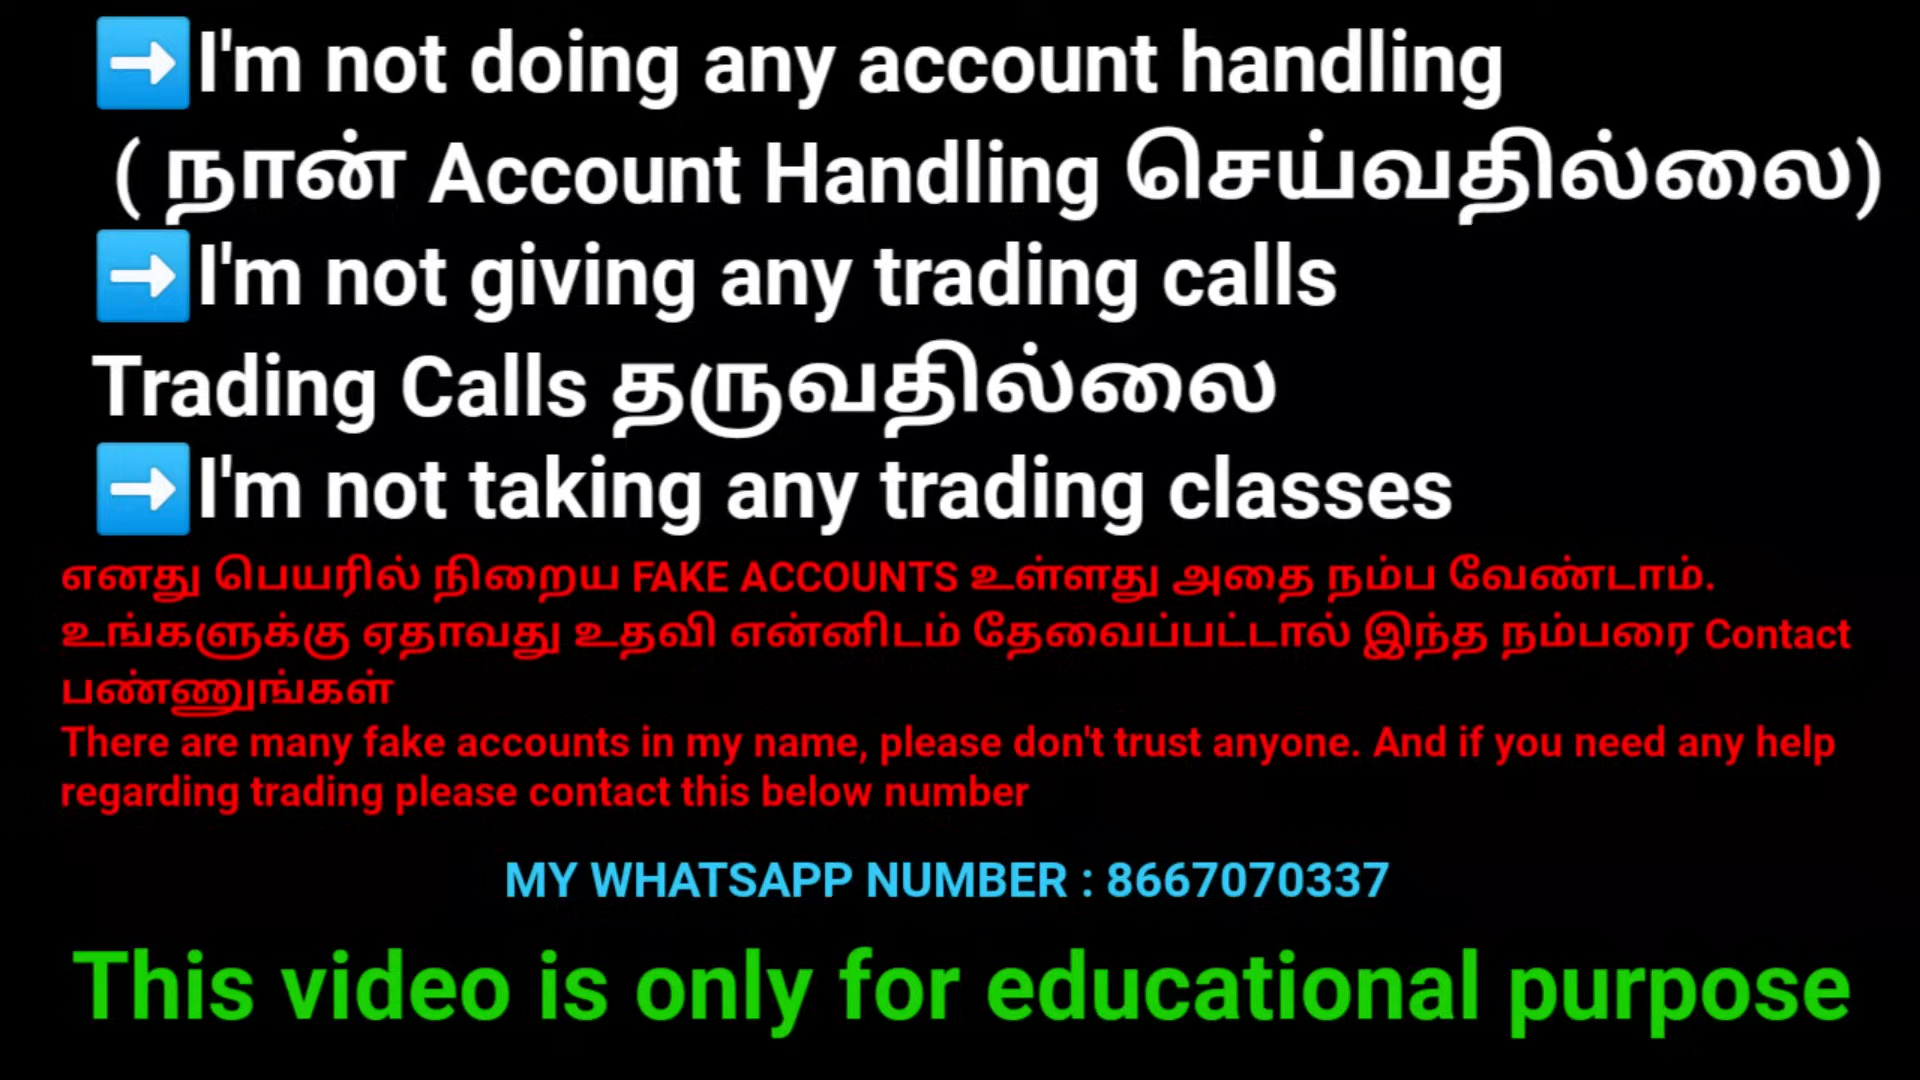 ➡️I'm not doing any account handling
( நான் Account Handling செய்வதில்லை)
➡️I'm not giving any trading calls
Trading Calls தருவதில்லை
➡️I'm not taking any trading classes
எனது பெயரில் நிறைய FAKE ACCOUNTS உள்ளது அதை நம்ப வேண்டாம்.
உங்களுக்கு ஏதாவது உதவி என்னிடம் தேவைப்பட்டால் இந்த நம்பரை Contact
பண்ணுங்கள்
There are many fake accounts in my name, please don't trust anyone. And if you need any help
regarding trading please contact this below number
MY WHATSAPP NUMBER : 8667070337
This video is only for educational purpose